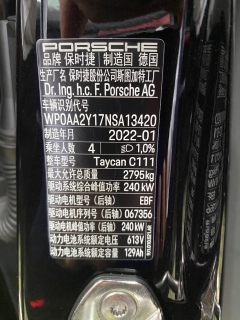 PORSCHE
品牌 保时捷 制造国 德国
生产厂名 保时捷股份公司斯图加特工厂
Dr. Ing. h.c. F. Porsche AG
车辆识别代号
WP0AA2Y17NSA13420
制造年月 2022-01
乘坐人数 4 1,0%
整车型号 Taycan C111
最大允许总质量 2795kg
驱动系统综合峰值功率 240 kW
驱动电机型号（后轴） EBF
驱动电机序列号（后轴） 067356
驱动电机峰值功率（后轴） 240 kW
动力电池系统额定电压 613V
动力电池系统额定容量 129Ah